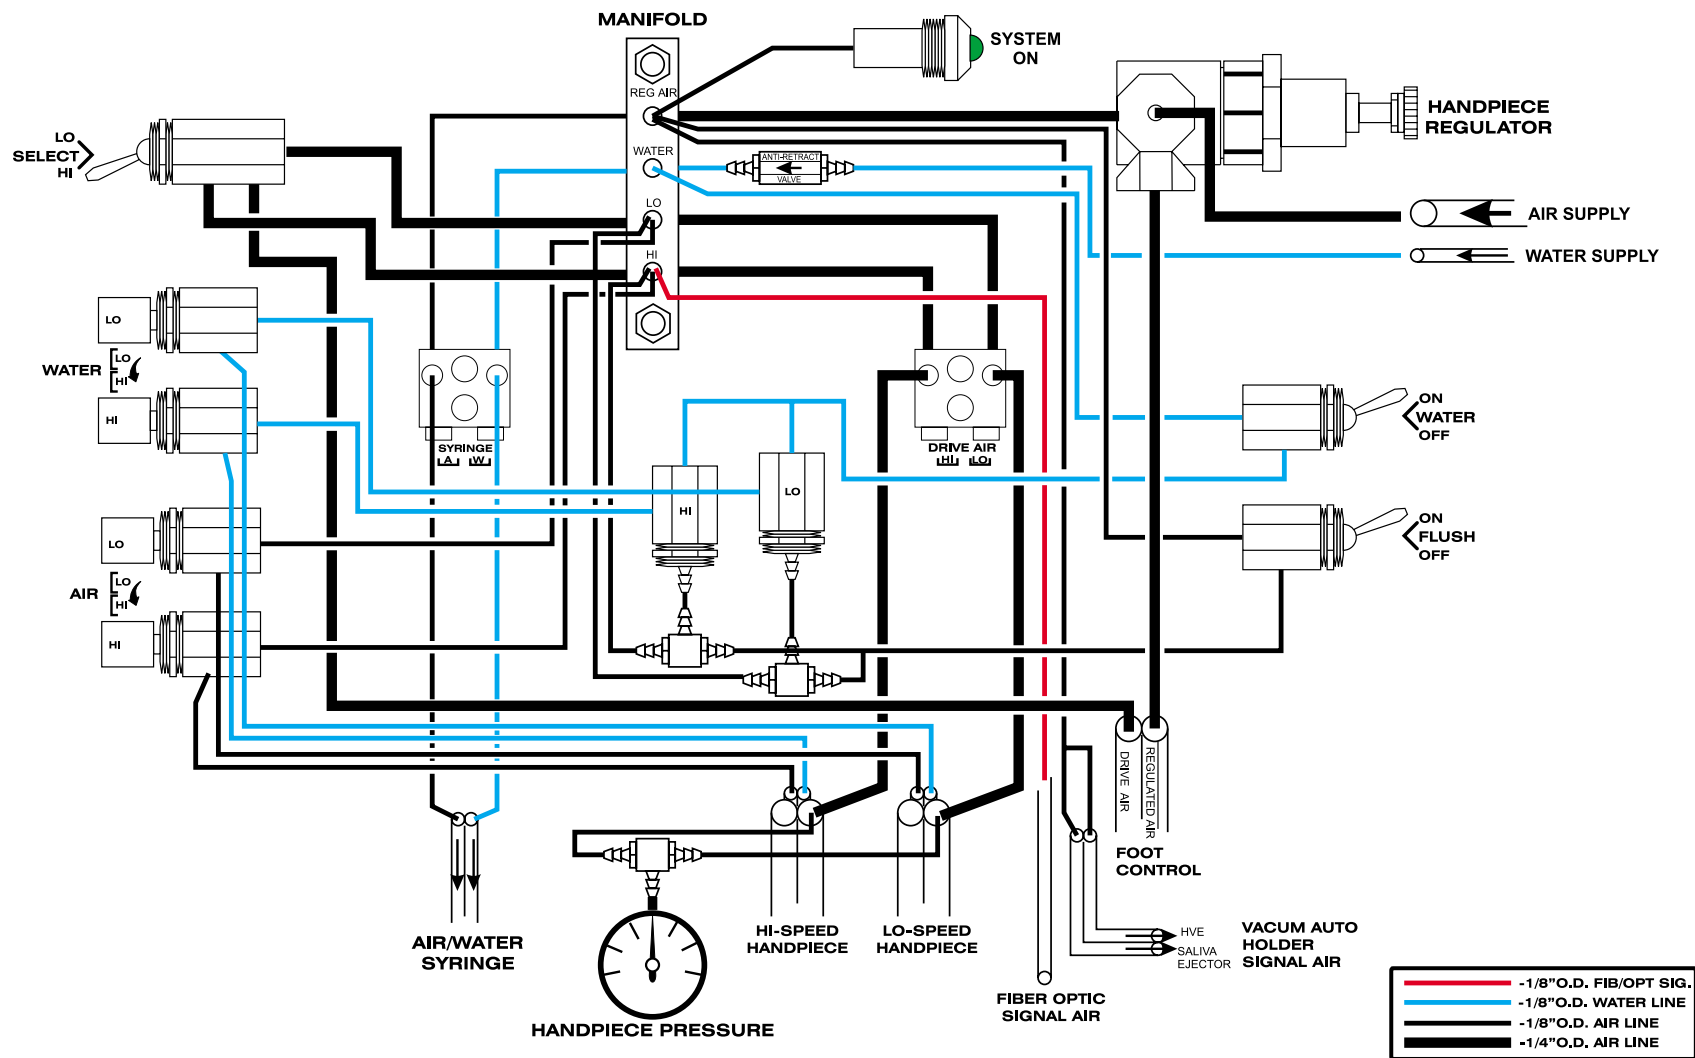 MANIFOLD
SYSTEM
ON
REG AIR
HANDPIECE
REGULATOR
LO
SELECT
HI
WATER
ANTI-RETRACT
VALVE
LO
AIR SUPPLY
HI
WATER SUPPLY
LO
WATER
LO
HI
HI
SYRINGE
A W
DRIVE AIR
HI LO
ON
WATER
OFF
HI
LO
ON
FLUSH
OFF
LO
AIR
LO
HI
HI
DRIVE AIR
REGULATED AIR
FOOT
CONTROL
AIR/WATER
SYRINGE
HI-SPEED
HANDPIECE
LO-SPEED
HANDPIECE
HVE
SALIVA
EJECTOR
VACUM AUTO
HOLDER
SIGNAL AIR
FIBER OPTIC
SIGNAL AIR
HANDPIECE PRESSURE
-1/8”O.D. FIB/OPT SIG.
-1/8”O.D. WATER LINE
-1/8”O.D. AIR LINE
-1/4”O.D. AIR LINE